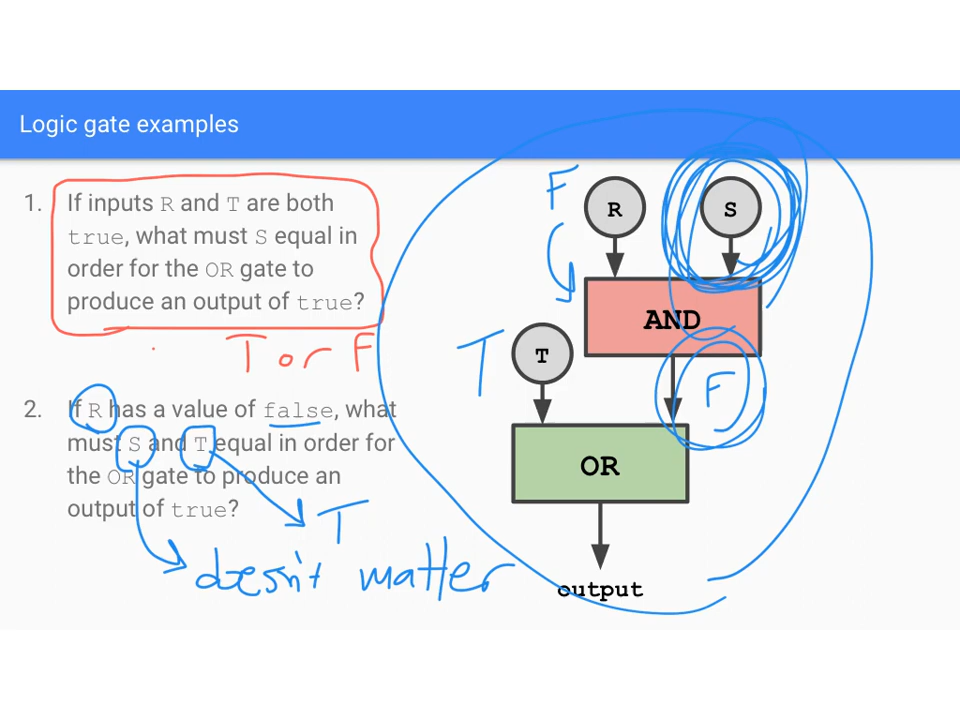 Logic gate examples
1. If inputs R and T are both
true, what must S equal in
order for the OR gate to
produce an output of true?
T or F
2. If R has a value of false, what
must S and T equal in order for
the OR gate to produce an
output of true?
T
doesn't matter
F
R
S
AND
T
T
F
OR
output